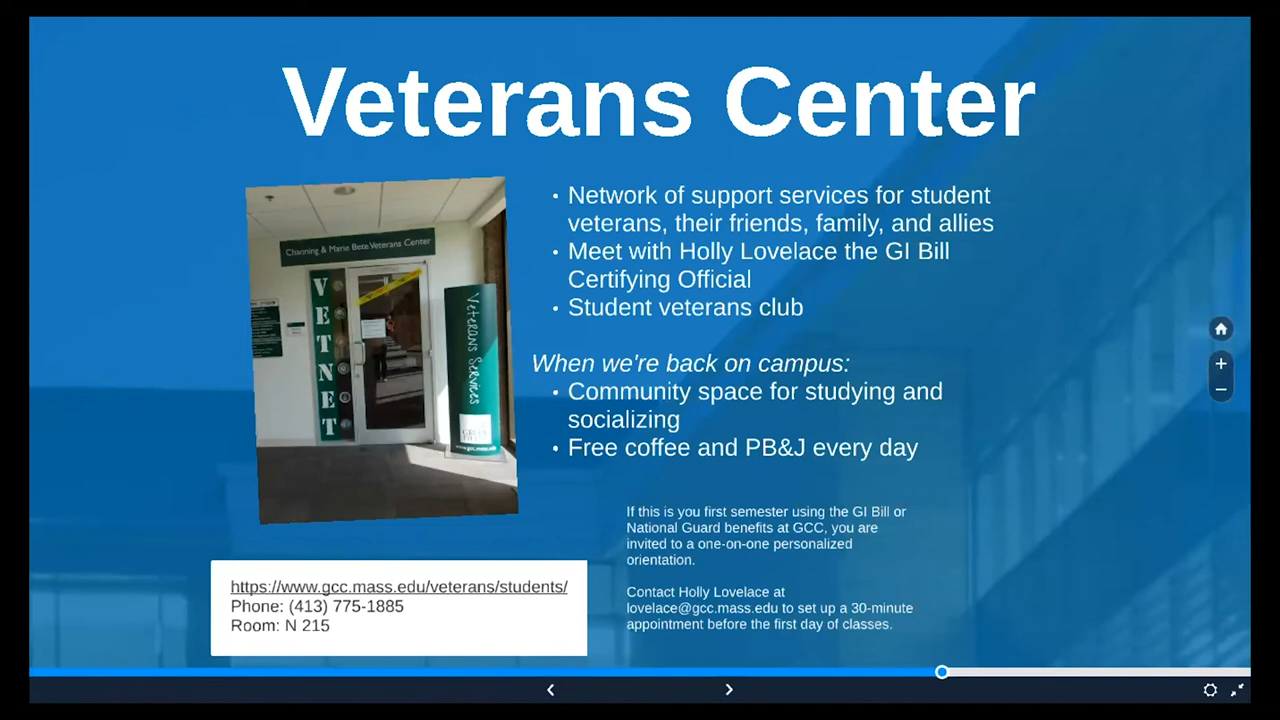 Veterans Center
• Network of support services for student
veterans, their friends, family, and allies
• Meet with Holly Lovelace the GI Bill
Certifying Official
• Student veterans club
When we're back on campus:
• Community space for studying and
socializing
• Free coffee and PB&J every day
Channing & Marie Bete Veterans Center
VETNET
Veterans Services
If this is you first semester using the GI Bill or
National Guard benefits at GCC, you are
invited to a one-on-one personalized
orientation.
Contact Holly Lovelace at
lovelace@gcc.mass.edu to set up a 30-minute
appointment before the first day of classes.
https://www.gcc.mass.edu/veterans/students/
Phone: (413) 775-1885
Room: N 215